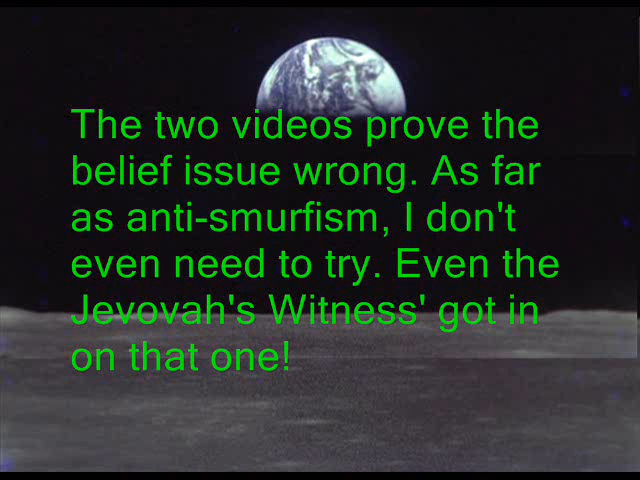 The two videos prove the
belief issue wrong. As far
as anti-smurfism, I don't
even need to try. Even the
Jevovah's Witness' got in
on that one!